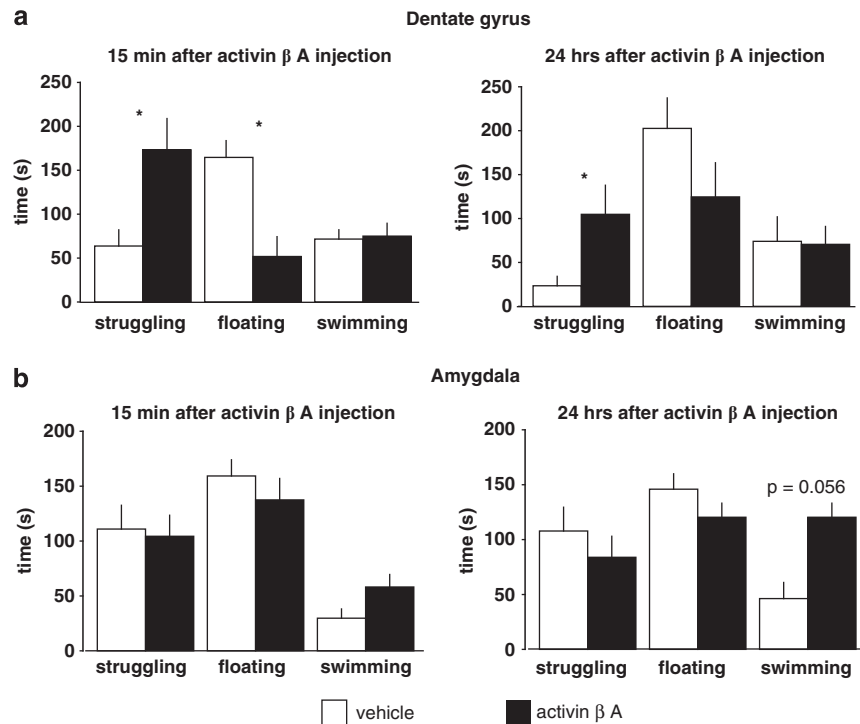 a
Dentate gyrus
15 min after activin β A injection
time (s)
250
200
150
100
50
0
*
*
struggling floating swimming
24 hrs after activin β A injection
time (s)
250
200
150
100
50
0
*
struggling floating swimming
b
Amygdala
15 min after activin β A injection
time (s)
200
150
100
50
0
struggling floating swimming
24 hrs after activin β A injection
time (s)
200
150
100
50
0
p = 0.056
struggling floating swimming
vehicle activin β A